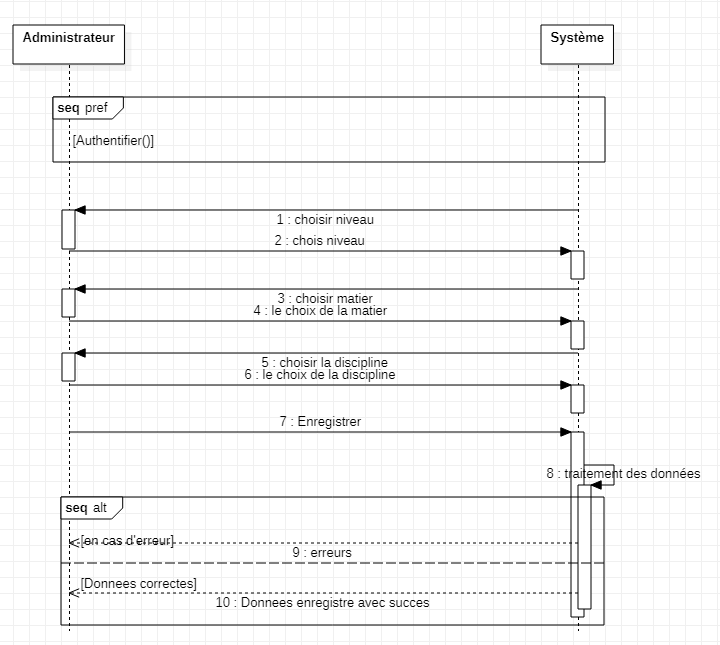 Administrateur
Système
seq pref
[Authentifier()]
1 : choisir niveau
2 : chois niveau
3 : choisir matier
4 : le choix de la matier
5 : choisir la discipline
6 : le choix de la discipline
7 : Enregistrer
8 : traitement des données
seq alt
[en cas d'erreur]
9 : erreurs
[Donnees correctes]
10 : Donnees enregistre avec succes